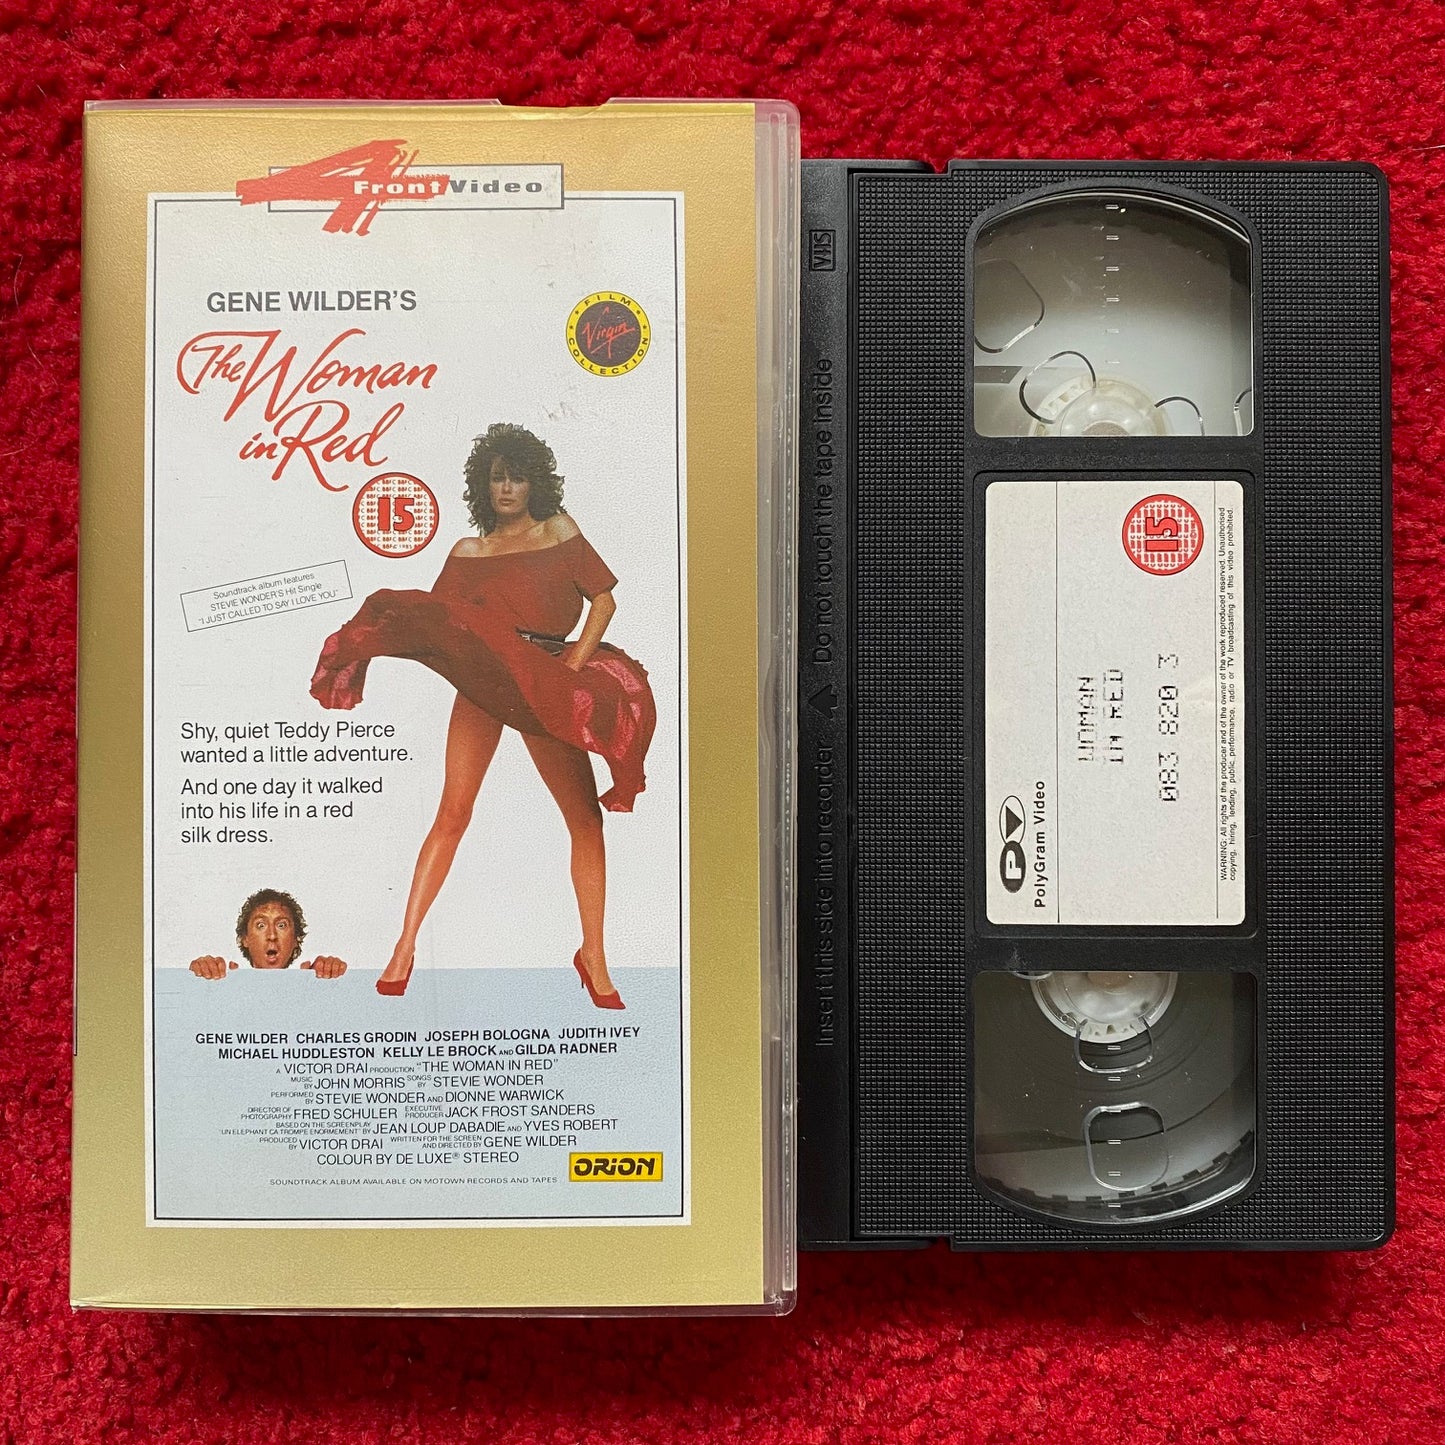 4 Front Video
GENE WILDER'S
The Woman
in Red
FILM
Virgin
COLLECTION
15
Soundtrack album features
STEVIE WONDER'S Hit Single
"I JUST CALLED TO SAY I LOVE YOU"
Shy, quiet Teddy Pierce
wanted a little adventure.
And one day it walked
into his life in a red
silk dress.
GENE WILDER CHARLES GRODIN JOSEPH BOLOGNA JUDITH IVEY
MICHAEL HUDDLESTON KELLY LE BROCK AND GILDA RADNER
A VICTOR DRAI PRODUCTION "THE WOMAN IN RED"
MUSIC BY JOHN MORRIS SONGS BY STEVIE WONDER
PERFORMED BY STEVIE WONDER AND DIONNE WARWICK
DIRECTOR OF PHOTOGRAPHY FRED SCHULER EXECUTIVE PRODUCER JACK FROST SANDERS
BASED ON THE SCREENPLAY "UN ELEPHANT CA TROMPE ENORMEMENT" BY JEAN LOUP DABADIE AND YVES ROBERT
PRODUCED BY VICTOR DRAI WRITTEN FOR THE SCREEN AND DIRECTED BY GENE WILDER
COLOUR BY DE LUXE® STEREO
ORION
SOUNDTRACK ALBUM AVAILABLE ON MOTOWN RECORDS AND TAPES
VHS
Insert this side into recorder Do not touch the tape inside
15
PolyGram Video
WOMAN
IN RED
083 820 3
WARNING: All rights of the producer and of the owner of the work reproduced reserved. Unauthorised
copying, hiring, lending, public performance, radio or TV broadcasting of this video prohibited.